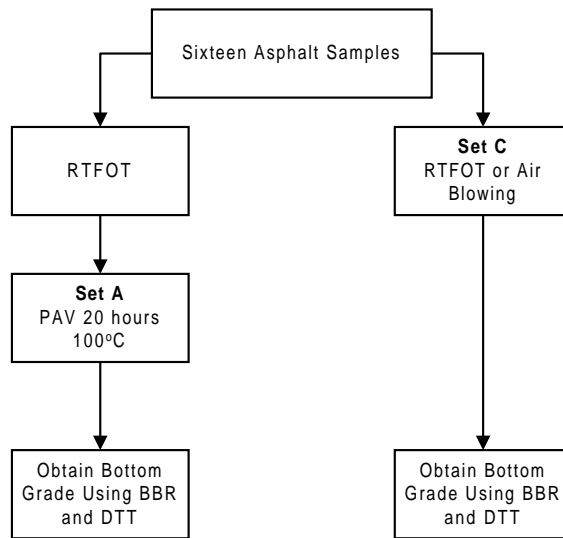 Sixteen Asphalt Samples
RTFOT
Set C
RTFOT or Air
Blowing
Set A
PAV 20 hours
100ºC
Obtain Bottom
Grade Using BBR
and DTT
Obtain Bottom
Grade Using BBR
and DTT